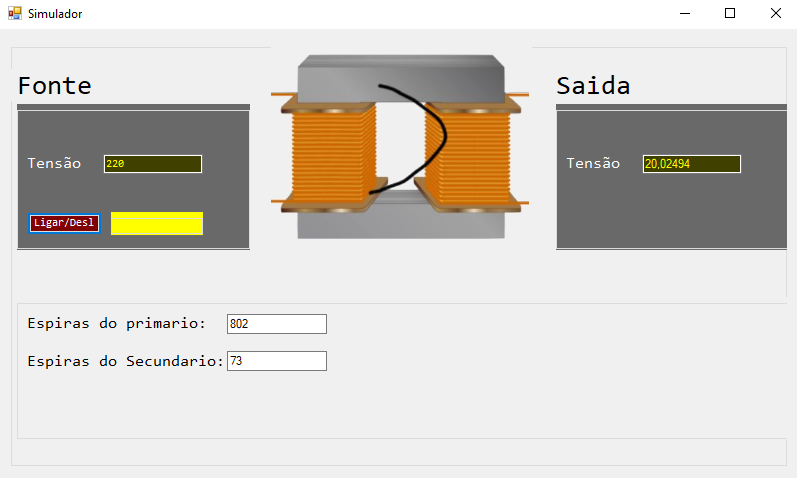 Simulador
Fonte
Saida
Tensão 220
Tensão 20,02494
Ligar/Desl
Espiras do primario: 802
Espiras do Secundario: 73